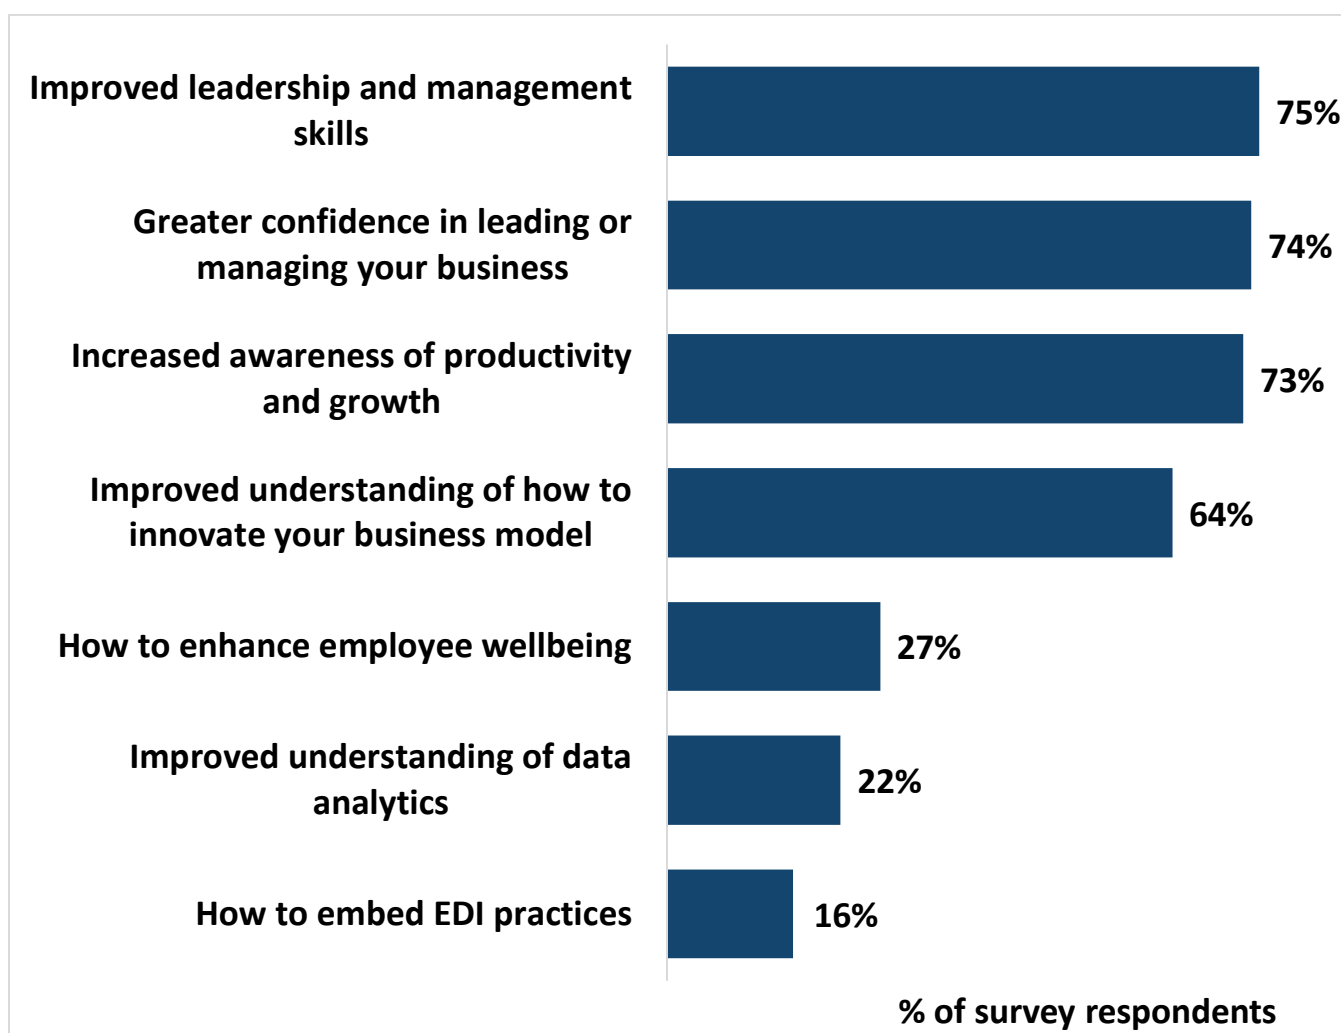 Improved leadership and management
skills
75%
Greater confidence in leading or
managing your business
74%
Increased awareness of productivity
and growth
73%
Improved understanding of how to
innovate your business model
64%
How to enhance employee wellbeing
27%
Improved understanding of data
analytics
22%
How to embed EDI practices
16%
% of survey respondents